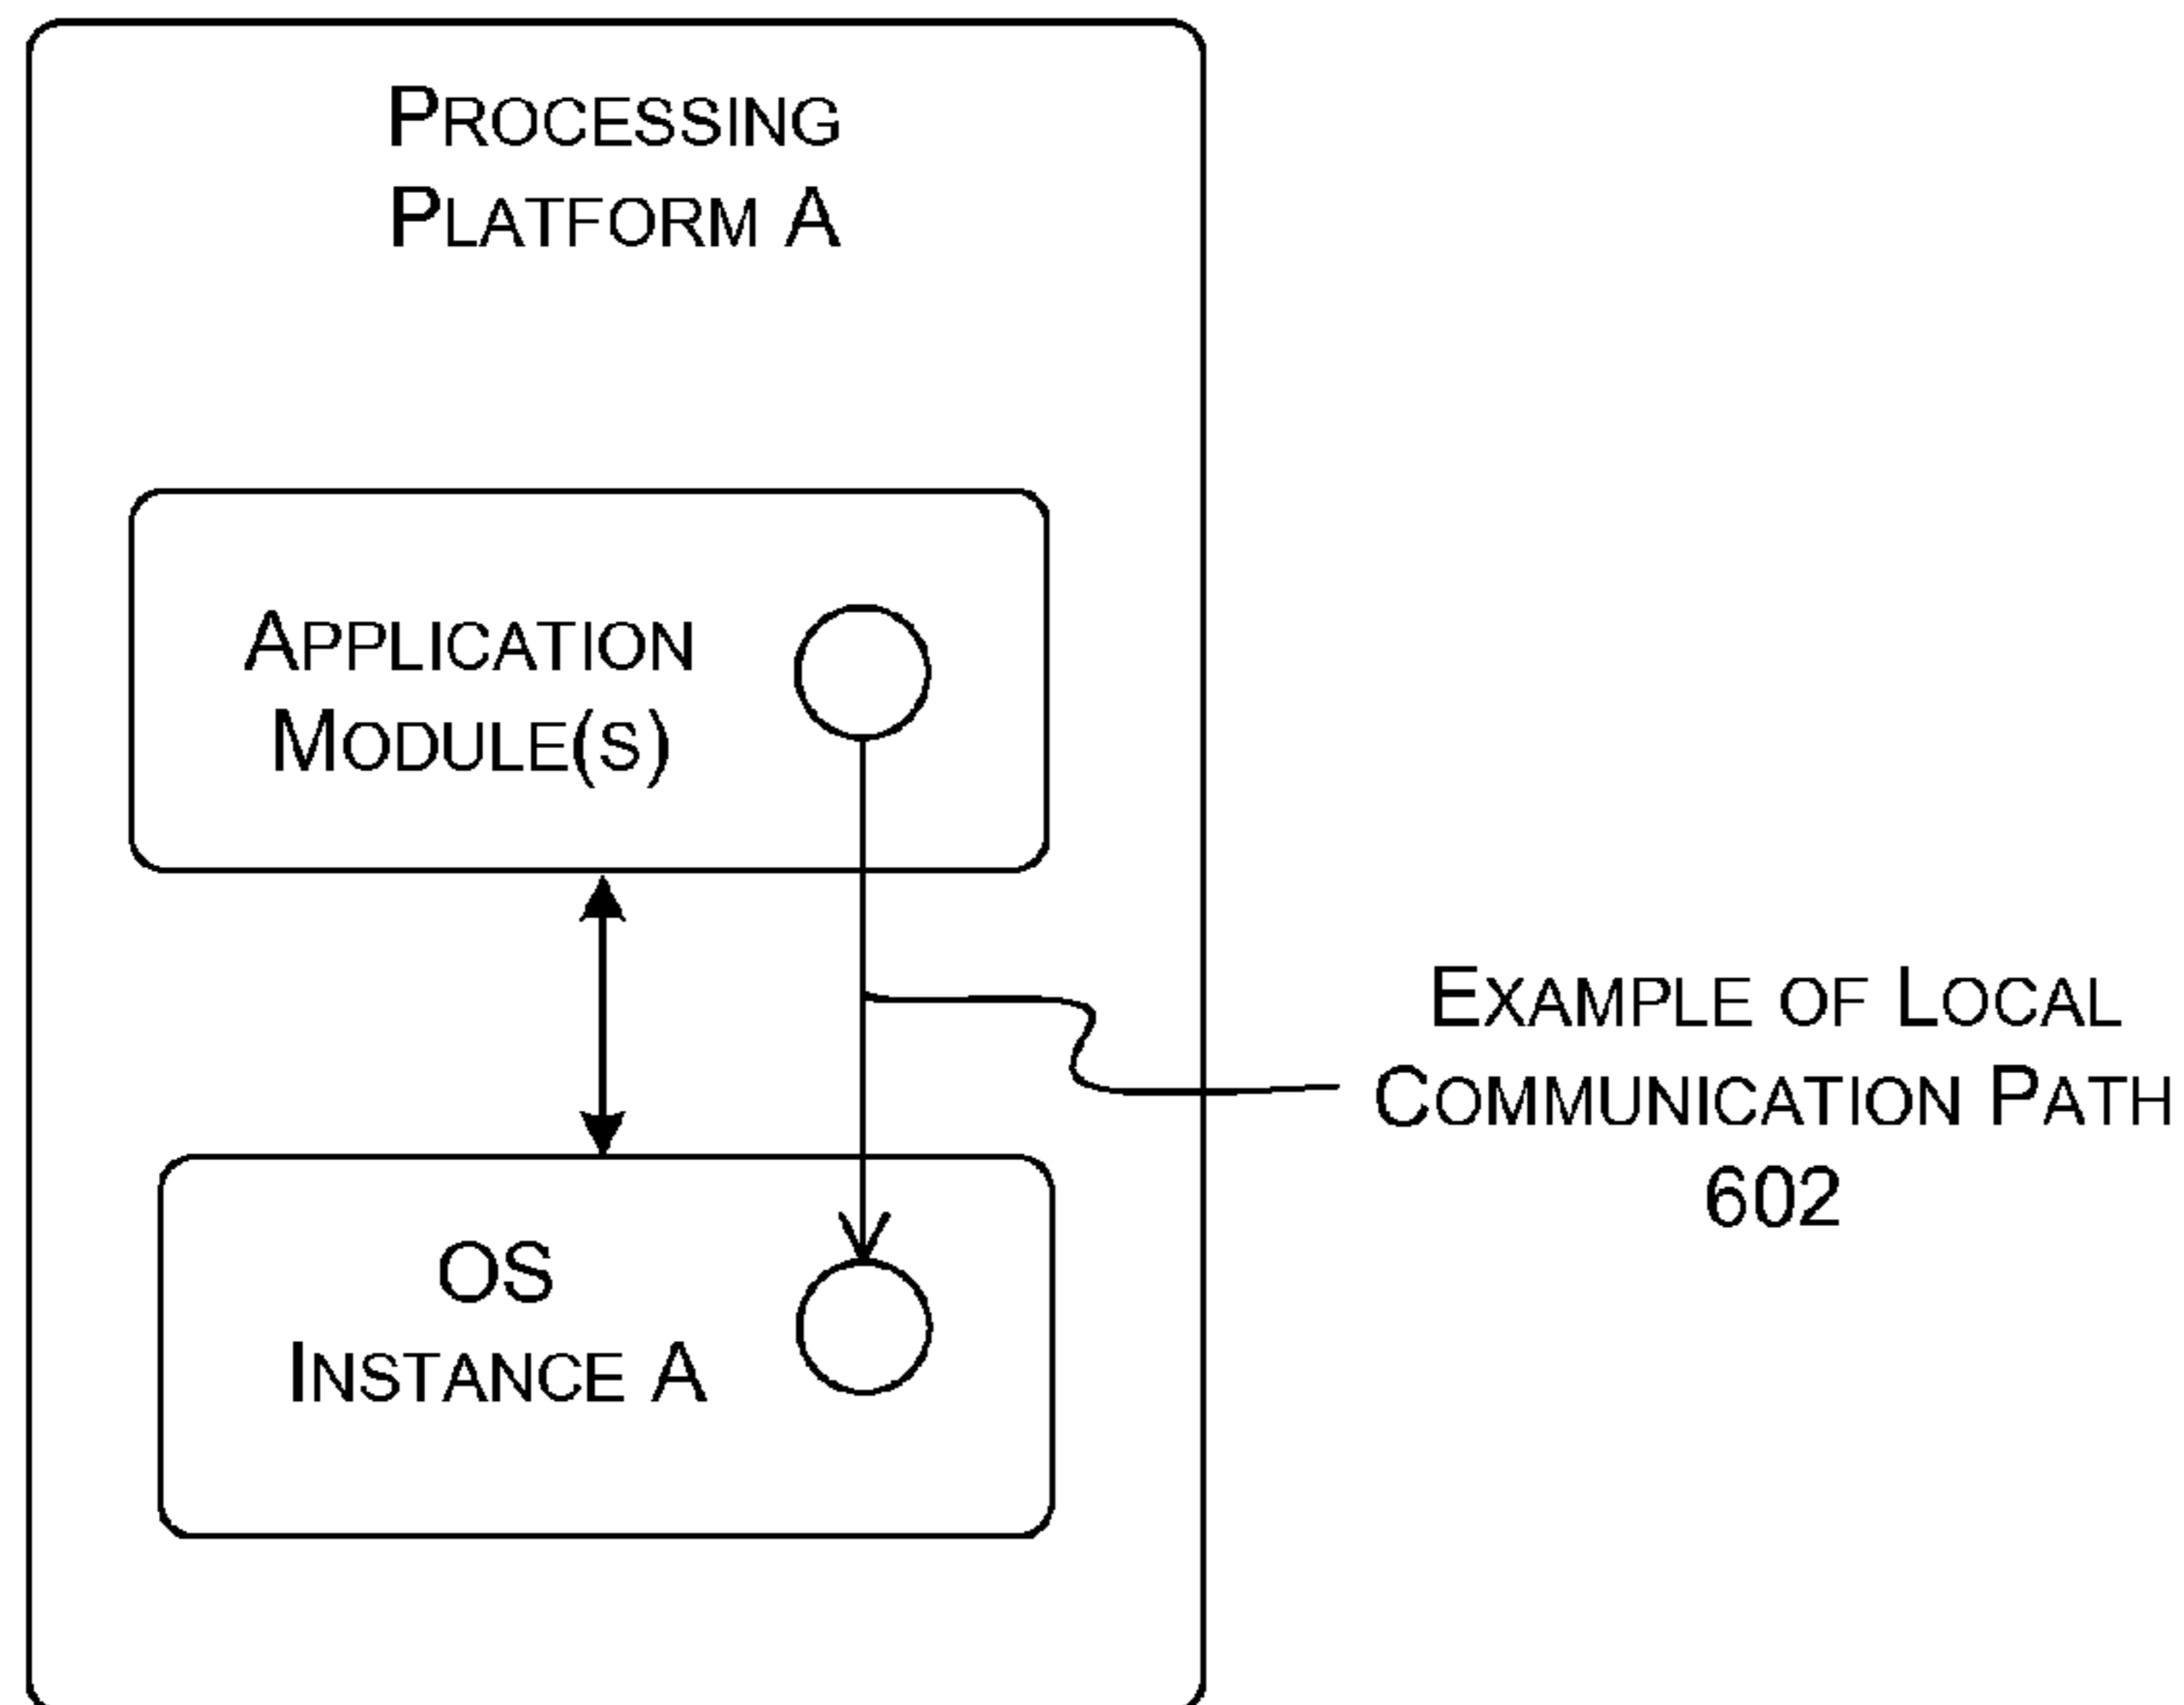 PROCESSING
PLATFORM A
APPLICATION
MODULE(S)
EXAMPLE OF LOCAL
COMMUNICATION PATH
602
OS
INSTANCE A